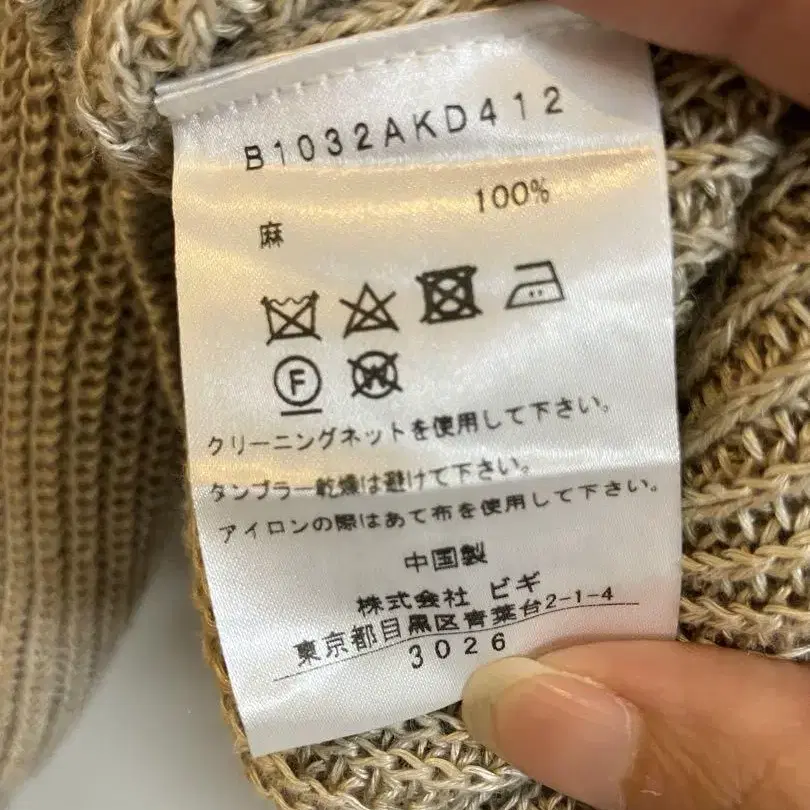 B1032AKD412
麻 100%
F W
クリーニングネットを使用して下さい。
タンブラー乾燥は避けて下さい。
アイロンの際はあて布を使用して下さい。
中国製
株式会社 ビギ
東京都目黒区青葉台2-1-4
3026